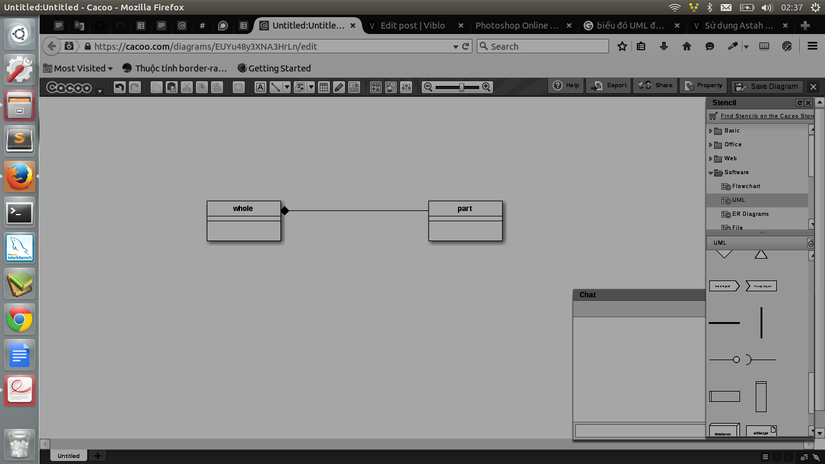 Untitled:Untitled - Cacoo - Mozilla Firefox
02:37
Untitled:Untitle...
Edit post | Viblo
Photoshop Online ...
biểu đồ UML d...
Sử dụng Astah ...
https://cacoo.com/diagrams/EUYu48y3XNA3HrLn/edit
Search
Most Visited
Thuộc tính border-ra...
Getting Started
Cacoo
Help
Export
Share
Property
Save Diagram
Stencil
Find Stencils on the Cacoo Store
Basic
Office
Web
Software
Flowchart
UML
ER Diagrams
File
whole
part
UML
Chat
Untitled